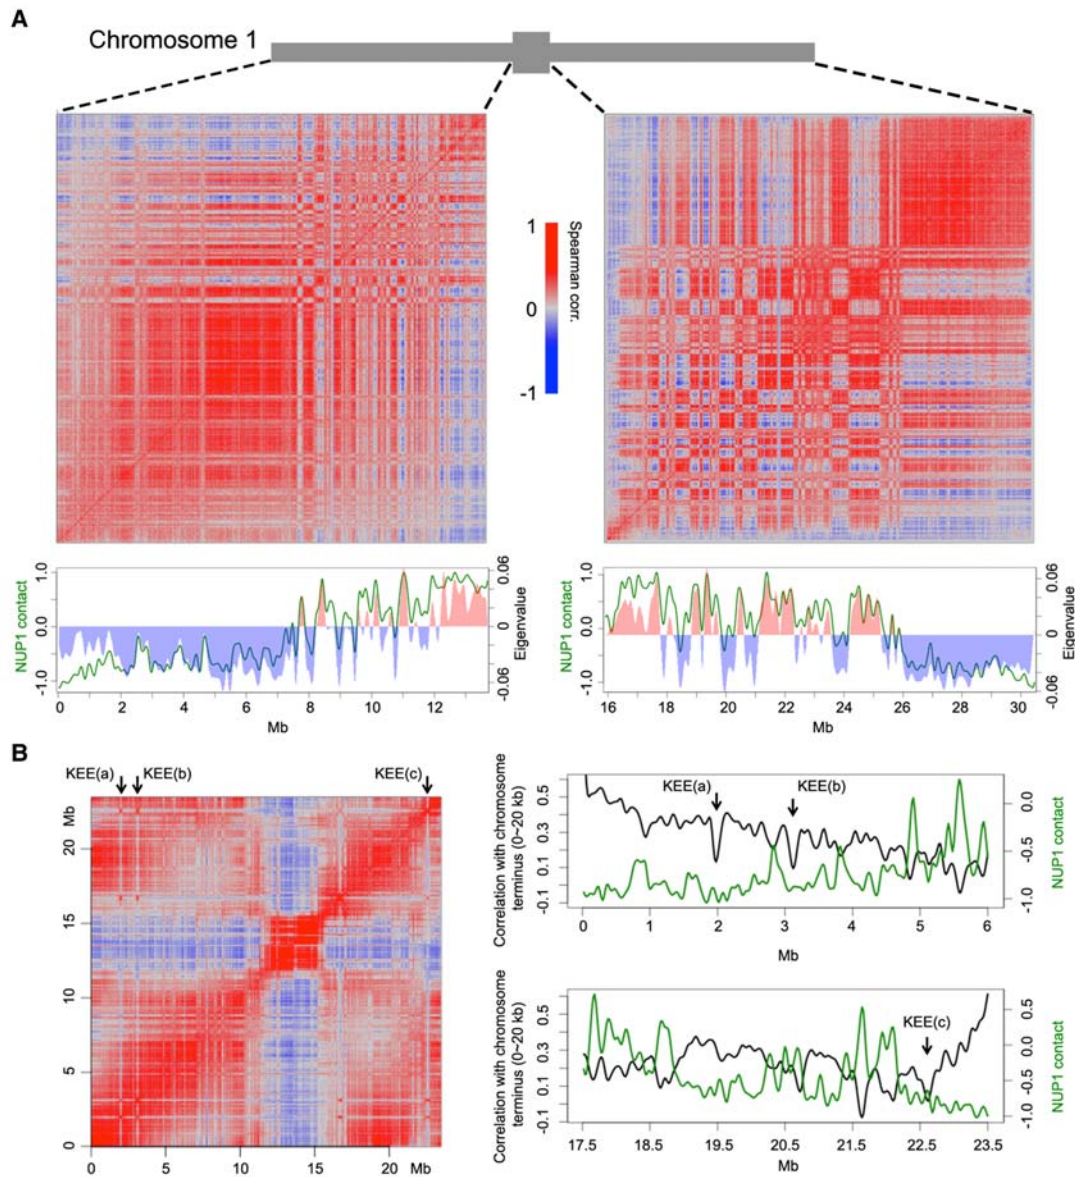 A
Chromosome 1
1
0
-1
Spearman corr.
NUP1 contact
1.0
0.0
-1.0
0.06
0
-0.06
Eigenvalue
0 2 4 6 8 10 12
Mb
NUP1 contact
1.0
0.0
-1.0
0.06
0
-0.06
Eigenvalue
16 18 20 22 24 26 28 30
Mb
B
KEE(a) KEE(b) KEE(c)
Mb
20
15
10
5
0
0 5 10 15 20 Mb
Correlation with chromosome
terminus (0~20 kb)
0.5
0.3
0.1
-0.1
KEE(a) KEE(b)
0.0
-0.5
-1.0
NUP1 contact
0 1 2 3 4 5 6
Mb
Correlation with chromosome
terminus (0~20 kb)
0.5
0.3
0.1
-0.1
KEE(c)
0.5
0.0
-0.5
-1.0
NUP1 contact
17.5 18.5 19.5 20.5 21.5 22.5 23.5
Mb